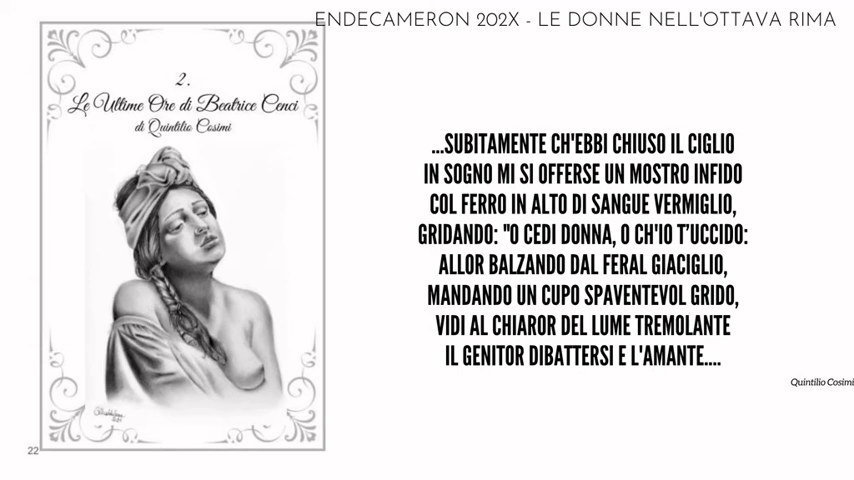 ENDECAMERON 202X - LE DONNE NELL'OTTAVA RIMA
2.
Le Ultime Ore di Beatrice Cenci
di Quintilio Cosimi
22
...SUBITAMENTE CH'EBBI CHIUSO IL CIGLIO
IN SOGNO MI SI OFFERSE UN MOSTRO INFIDO
COL FERRO IN ALTO DI SANGUE VERMIGLIO,
GRIDANDO: "O CEDI DONNA, O CH'IO T'UCCIDO:
ALLOR BALZANDO DAL FERAL GIACIGLIO,
MANDANDO UN CUPO SPAVENTEVOL GRIDO,
VIDI AL CHIAROR DEL LUME TREMOLANTE
IL GENITOR DIBATTERSI E L'AMANTE....
Quintilio Cosimi